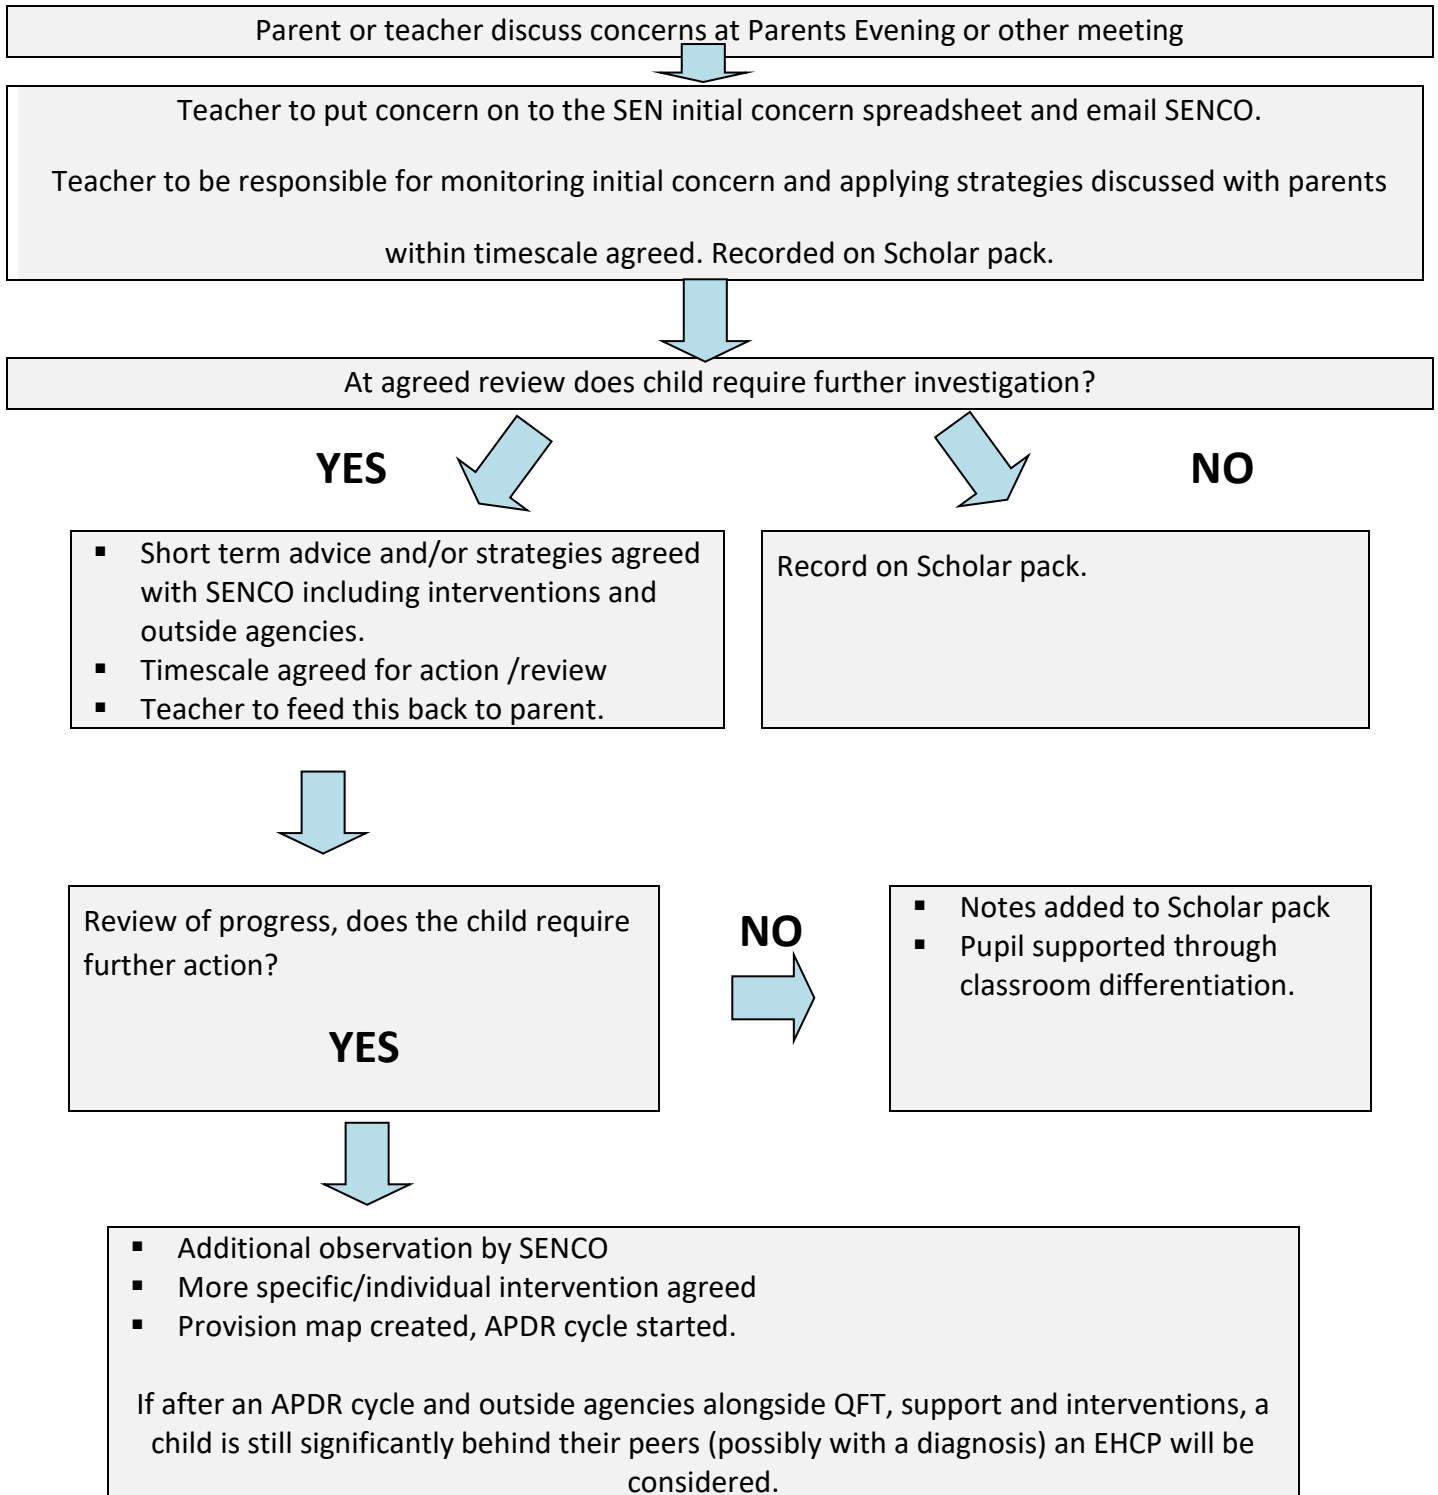 Parent or teacher discuss concerns at Parents Evening or other meeting
Teacher to put concern on to the SEN initial concern spreadsheet and email SENCO.
Teacher to be responsible for monitoring initial concern and applying strategies discussed with parents
within timescale agreed. Recorded on Scholar pack.
At agreed review does child require further investigation?
YES
NO
▪ Short term advice and/or strategies agreed
with SENCO including interventions and
outside agencies.
▪ Timescale agreed for action /review
▪ Teacher to feed this back to parent.
Record on Scholar pack.
Review of progress, does the child require
further action?
YES
NO
▪ Notes added to Scholar pack
▪ Pupil supported through
classroom differentiation.
▪ Additional observation by SENCO
▪ More specific/individual intervention agreed
▪ Provision map created, APDR cycle started.
If after an APDR cycle and outside agencies alongside QFT, support and interventions, a
child is still significantly behind their peers (possibly with a diagnosis) an EHCP will be
considered.